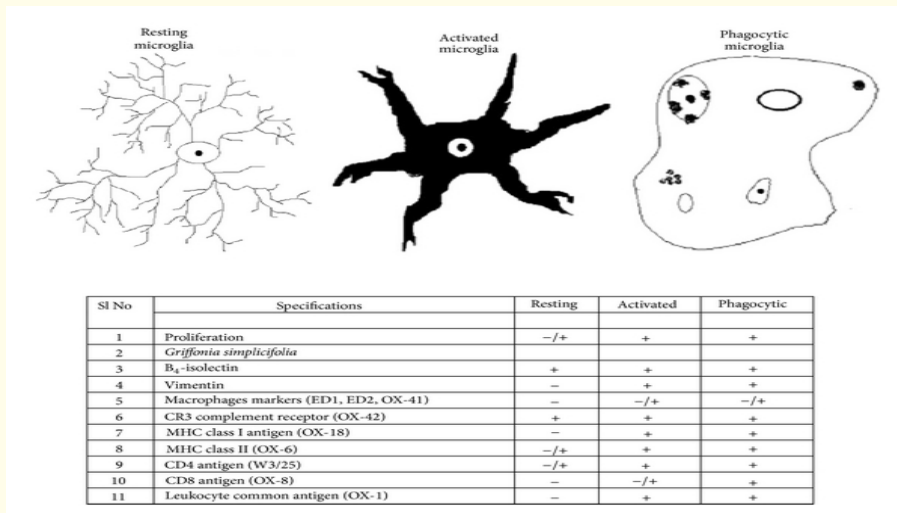 Resting
microglia
Activated
microglia
Phagocytic
microglia
Sl No Specifications Resting Activated Phagocytic
1 Proliferation −/+ + +
2 Griffonia simplicifolia
3 B₄-isolectin + + +
4 Vimentin − + +
5 Macrophages markers (ED1, ED2, OX-41) − −/+ −/+
6 CR3 complement receptor (OX-42) + + +
7 MHC class I antigen (OX-18) − + +
8 MHC class II (OX-6) −/+ + +
9 CD4 antigen (W3/25) −/+ + +
10 CD8 antigen (OX-8) − −/+ +
11 Leukocyte common antigen (OX-1) − + +